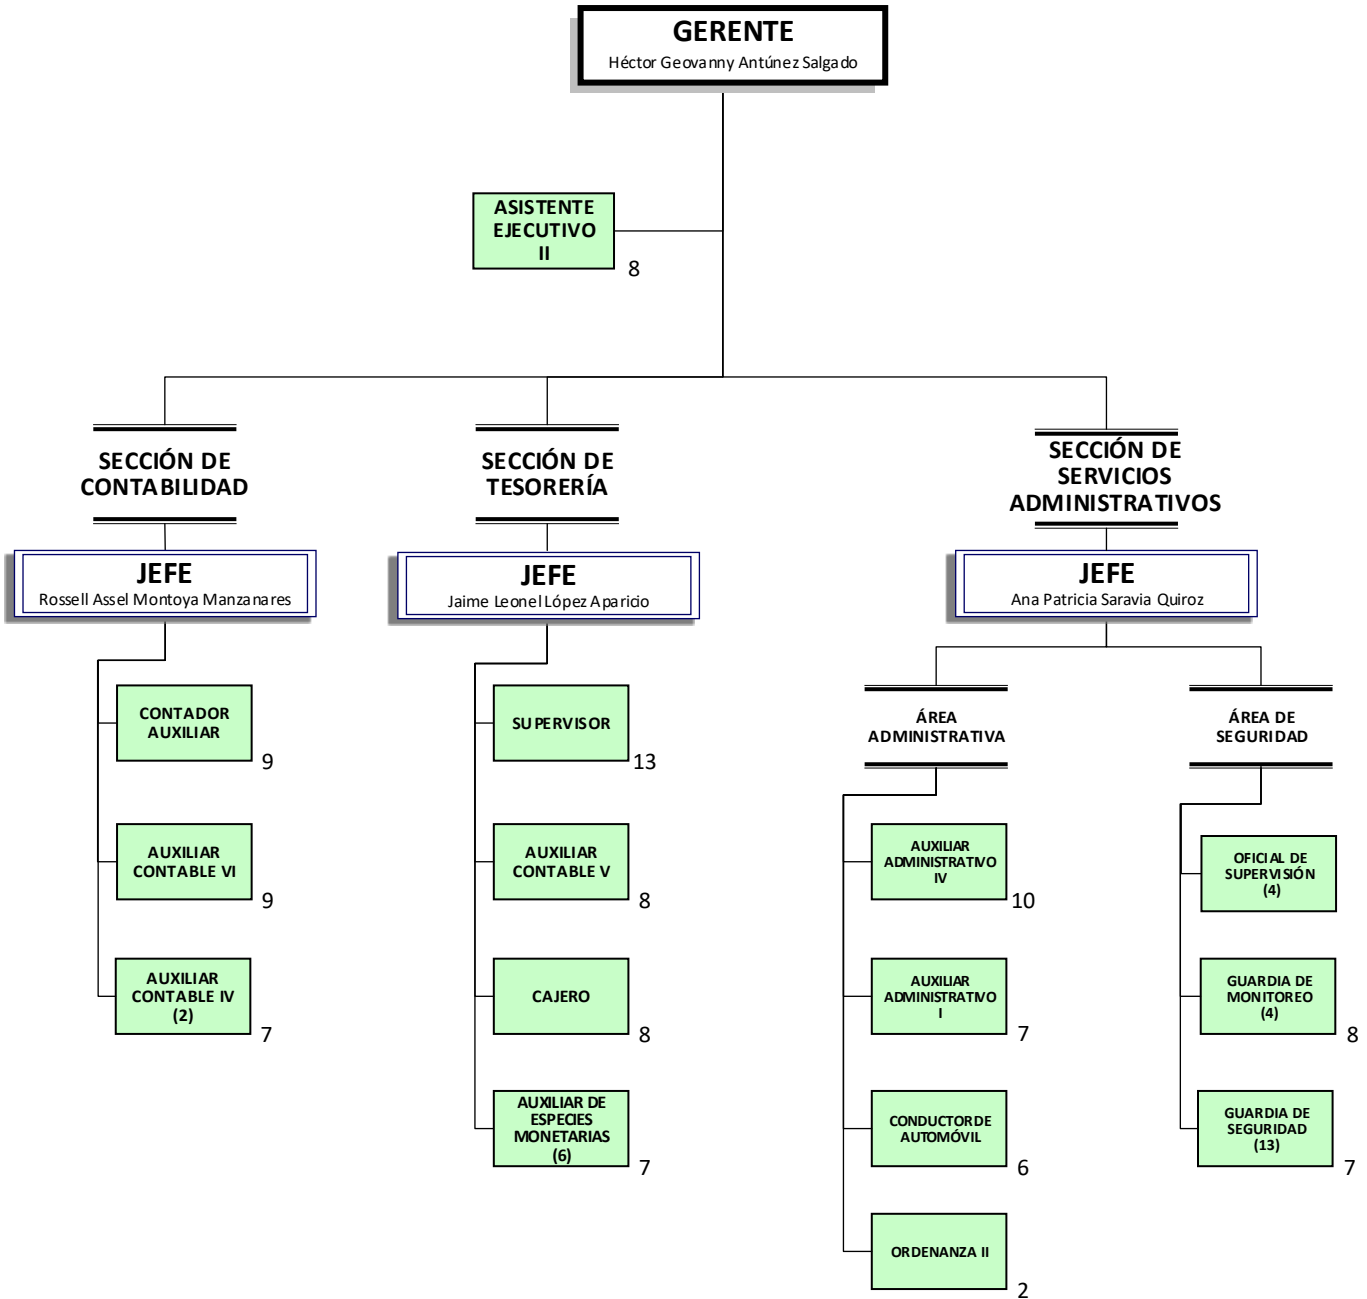 GERENTE
Héctor Geovanny Antúnez Salgado
ASISTENTE
EJECUTIVO
II
8
SECCIÓN DE
CONTABILIDAD
JEFE
Rossell Assel Montoya Manzanares
CONTADOR
AUXILIAR
9
AUXILIAR
CONTABLE VI
9
AUXILIAR
CONTABLE IV
(2)
7
SECCIÓN DE
TESORERÍA
JEFE
Jaime Leonel López Aparicio
SUPERVISOR
13
AUXILIAR
CONTABLE V
8
CAJERO
8
AUXILIAR DE
ESPECIES
MONETARIAS
(6)
7
SECCIÓN DE
SERVICIOS
ADMINISTRATIVOS
JEFE
Ana Patricia Saravia Quiroz
ÁREA
ADMINISTRATIVA
AUXILIAR
ADMINISTRATIVO
IV
10
AUXILIAR
ADMINISTRATIVO
I
7
CONDUCTOR DE
AUTOMÓVIL
6
ORDENANZA II
2
ÁREA DE
SEGURIDAD
OFICIAL DE
SUPERVISIÓN
(4)
GUARDIA DE
MONITOREO
(4)
8
GUARDIA DE
SEGURIDAD
(13)
7